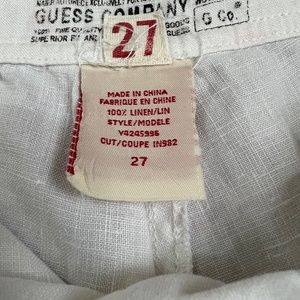 GUESS COMPANY
G Co.
27
MADE IN CHINA
FABRIQUE EN CHINE
100% LINEN/LIN
STYLE/MODELE
Y4245996
CUT/COUPE IN982
27